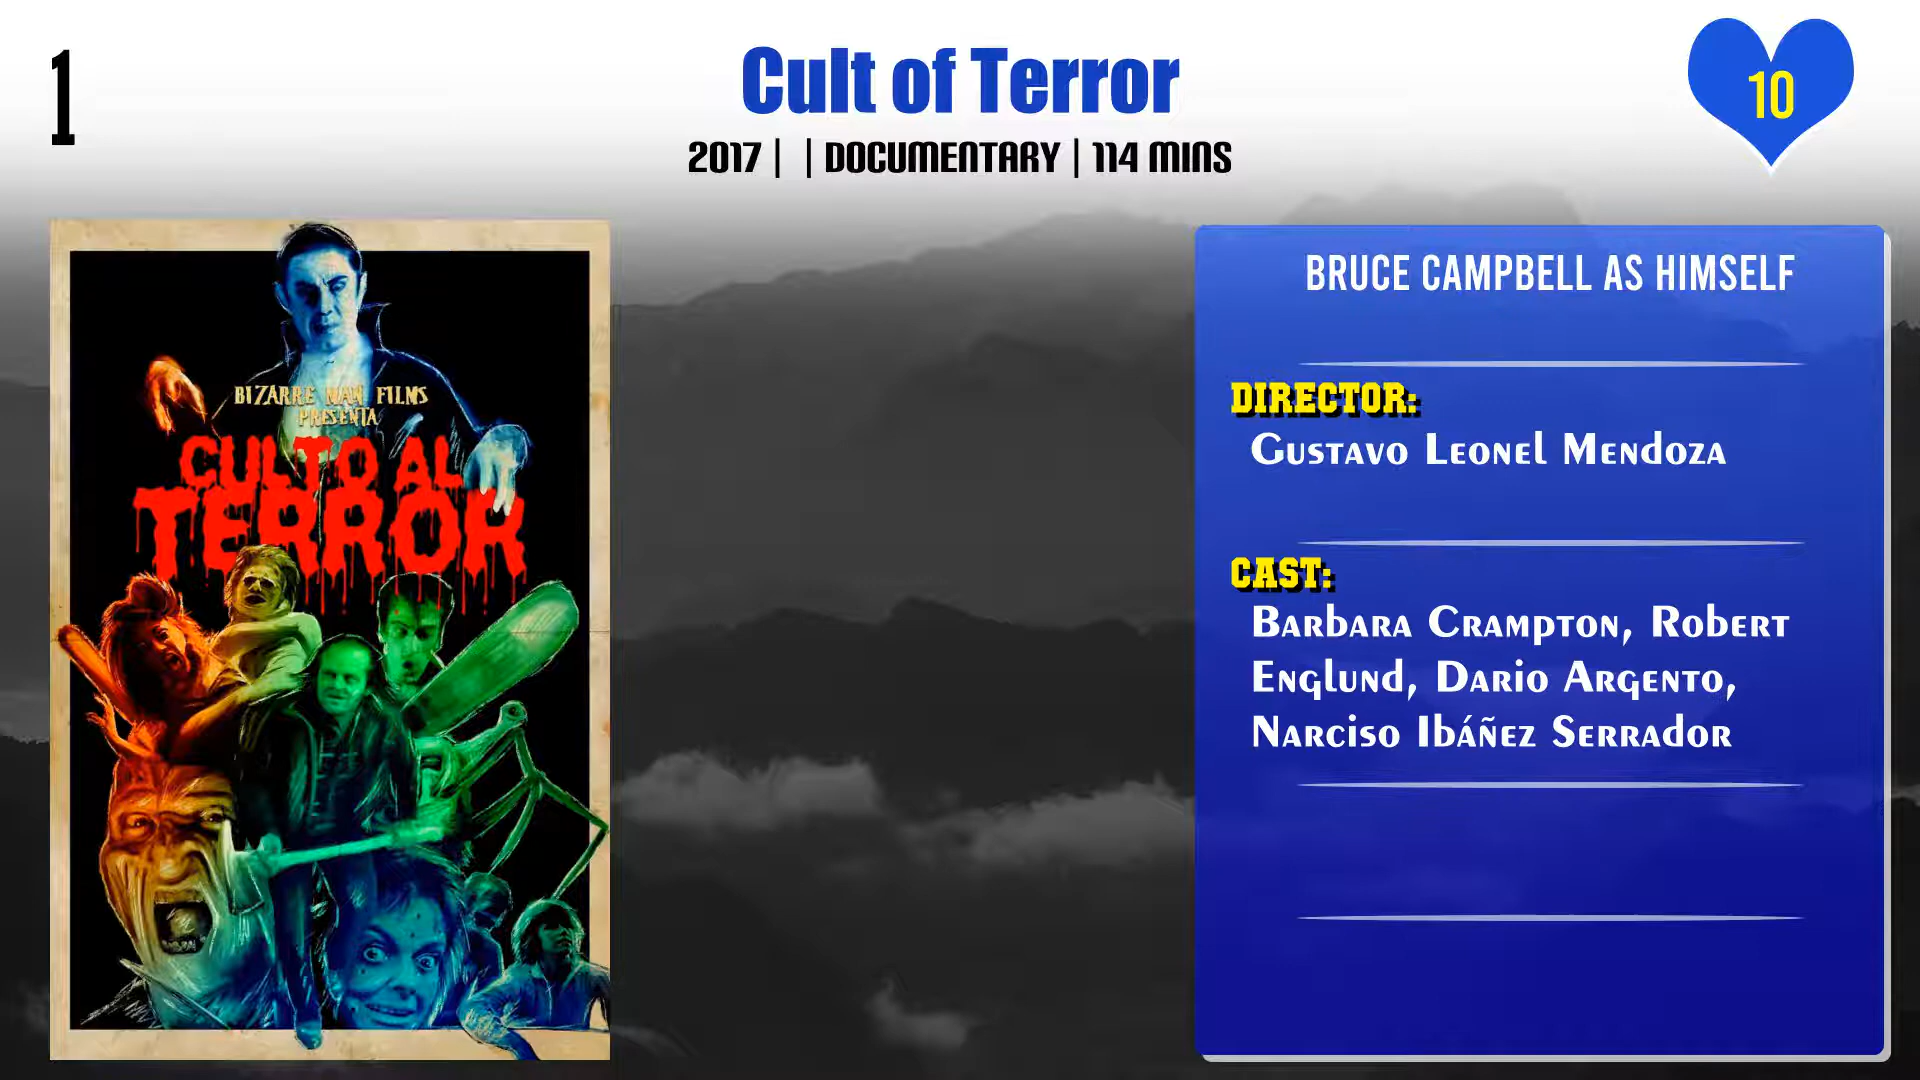 1
Cult of Terror
10
2017 |  | DOCUMENTARY | 114 MINS
BIZARRE MAN FILMS
PRESENTA
CULTO AL
TERROR
BRUCE CAMPBELL AS HIMSELF
DIRECTOR:
Gustavo Leonel Mendoza
CAST:
Barbara Crampton, Robert
Englund, Dario Argento,
Narciso Ibáñez Serrador